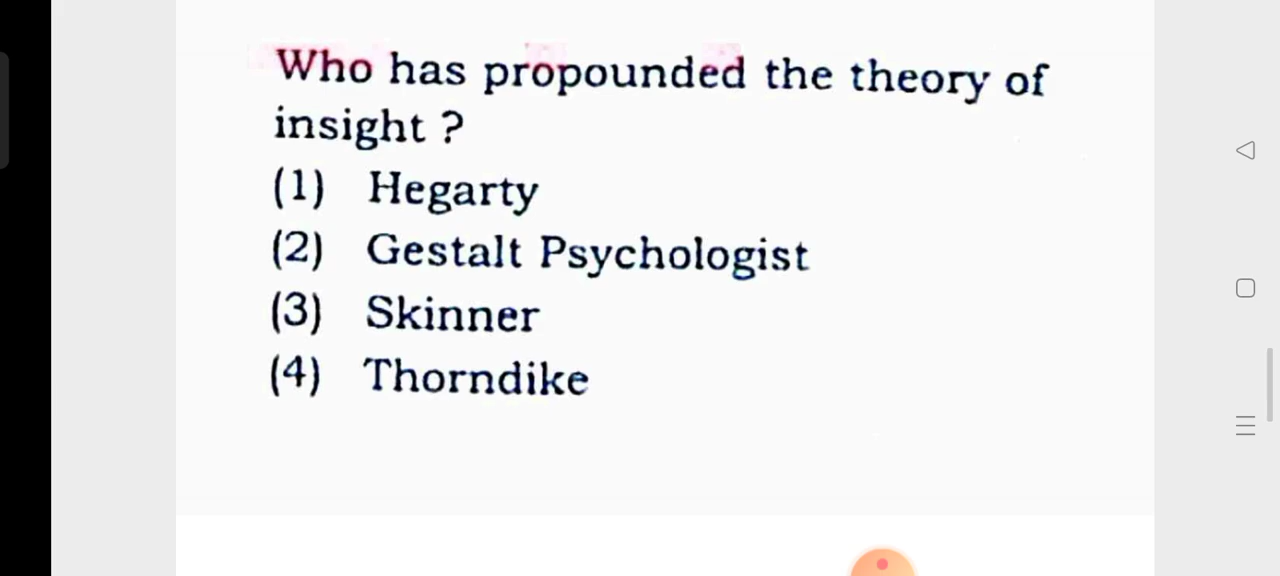 Who has propounded the theory of
insight ?
(1) Hegarty
(2) Gestalt Psychologist
(3) Skinner
(4) Thorndike